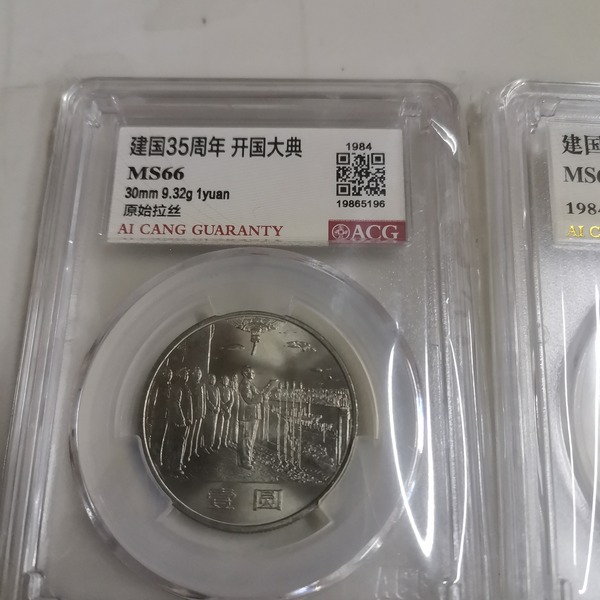 建国35周年 开国大典
1984
MS66
30mm 9.32g 1yuan
19865196
原始拉丝
AI CANG GUARANTY
ACG
壹圆
建国
MS6
1984
AI C